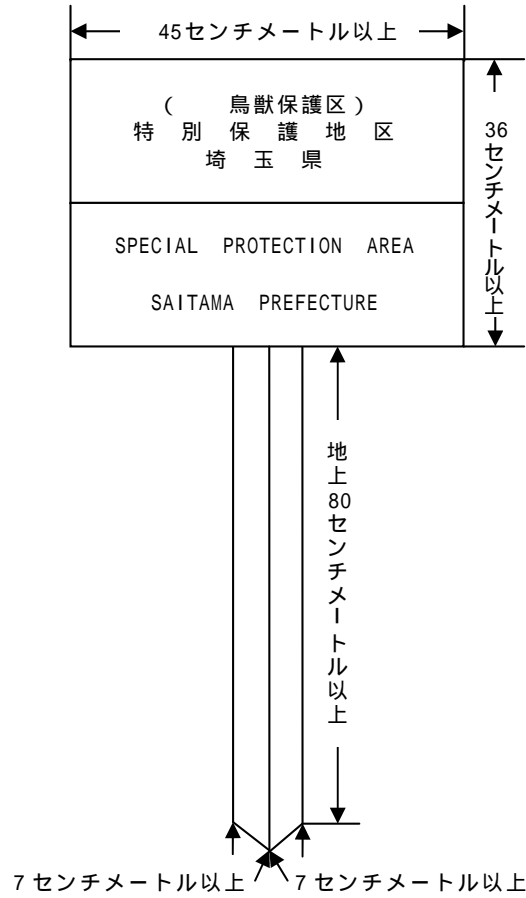 45センチメートル以上
(　　鳥獣保護区)
特 別 保 護 地 区
埼 玉 県
SPECIAL PROTECTION AREA
SAITAMA PREFECTURE
36センチメートル以上
地上80センチメートル以上
7センチメートル以上
7センチメートル以上